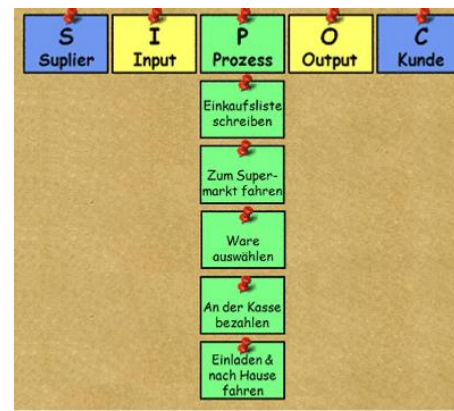 S I P O C
Suplier Input Prozess Output Kunde
Einkaufsliste
schreiben
Zum Super-
markt fahren
Ware
auswählen
An der Kasse
bezahlen
Einladen &
nach Hause
fahren